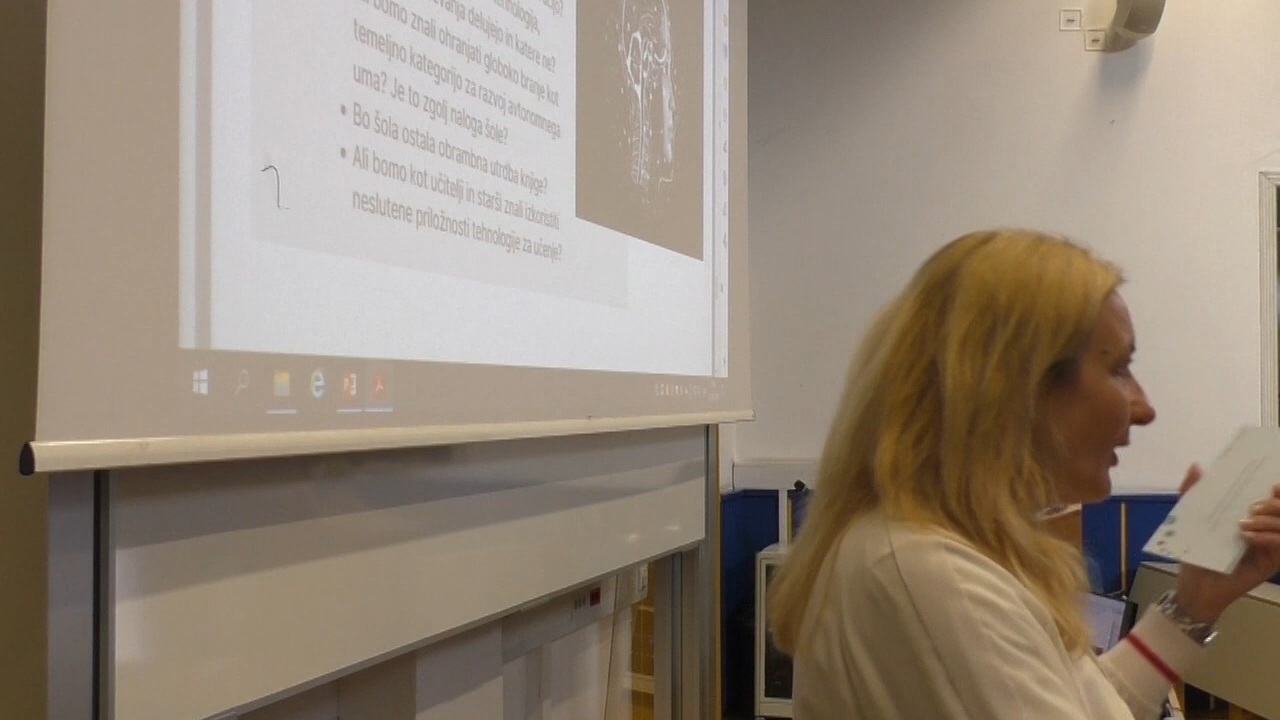 tehnologija,
delujejo in katere ne?
bomo znali ohranjati globoko branje kot
temeljno kategorijo za razvoj avtonomnega
uma? Je to zgolj naloga šole?
• Bo šola ostala obrambna utrdba knjige?
• Ali bomo kot učitelji in starši znali izkoristiti
neslutene priložnosti tehnologije za učenje?